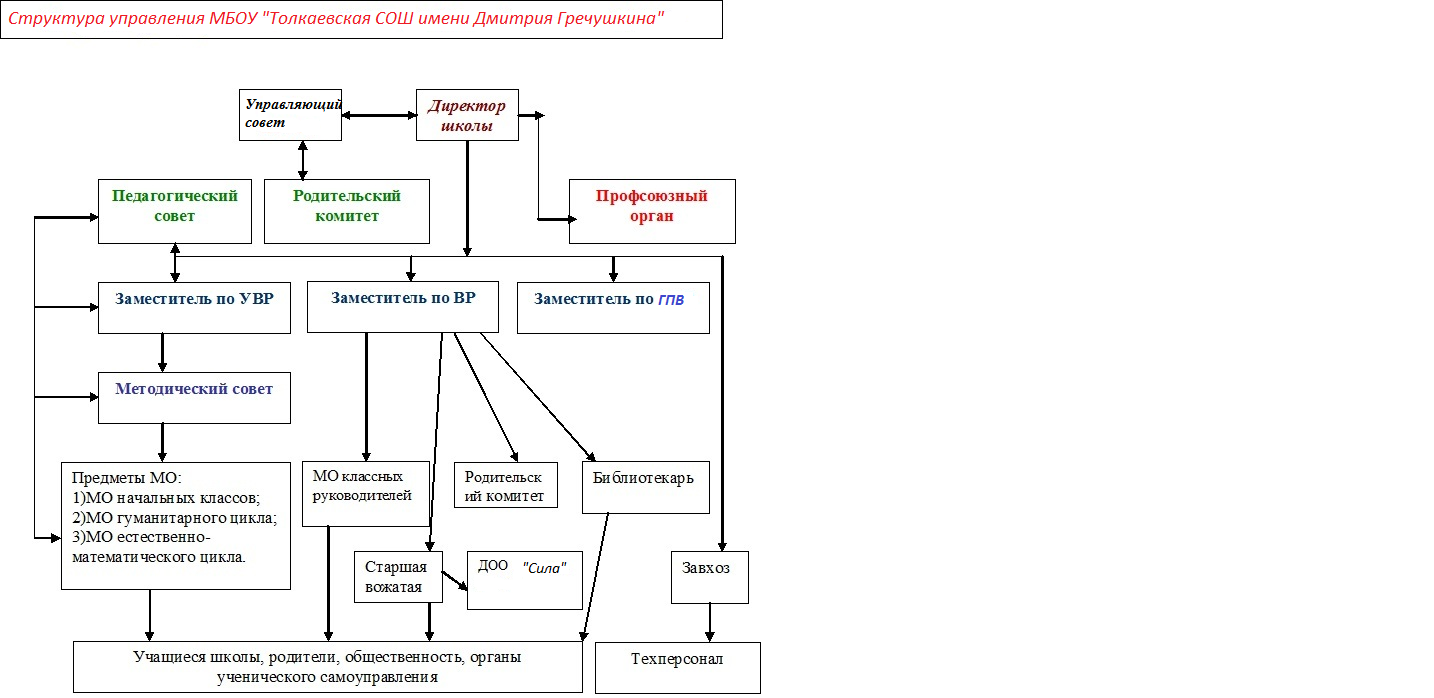 Структура управления МБОУ "Толкаевская СОШ имени Дмитрия Гречушкина"
Управляющий
совет
Директор
школы
Педагогический
совет
Родительский
комитет
Профсоюзный
орган
Заместитель по УВР
Заместитель по ВР
Заместитель по ГПВ
Методический совет
Предметы МО:
1)МО начальных классов;
2)МО гуманитарного цикла;
3)МО естественно-
математического цикла.
МО классных
руководителей
Родительск
ий комитет
Библиотекарь
Старшая
вожатая
ДОО "Сила"
Завхоз
Учащиеся школы, родители, общественность, органы
ученического самоуправления
Техперсонал